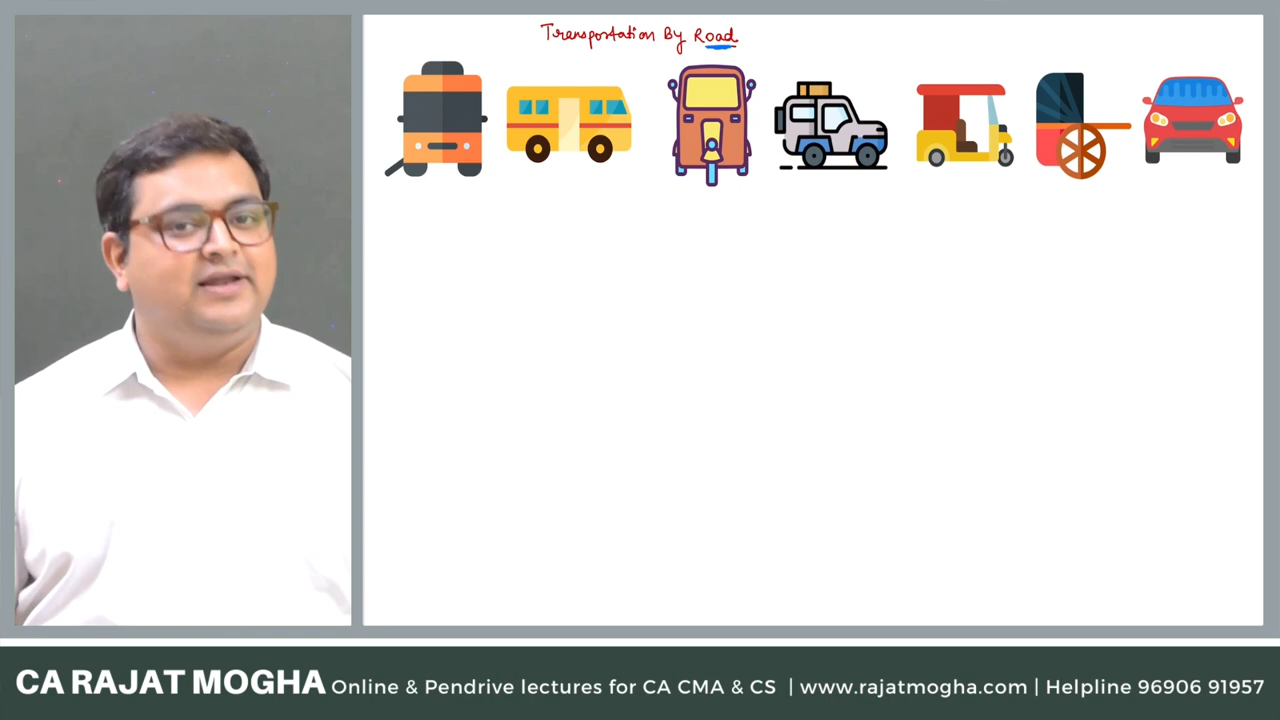 Transportation By Road
CA RAJAT MOGHA Online & Pendrive lectures for CA CMA & CS | www.rajatmogha.com | Helpline 96906 91957